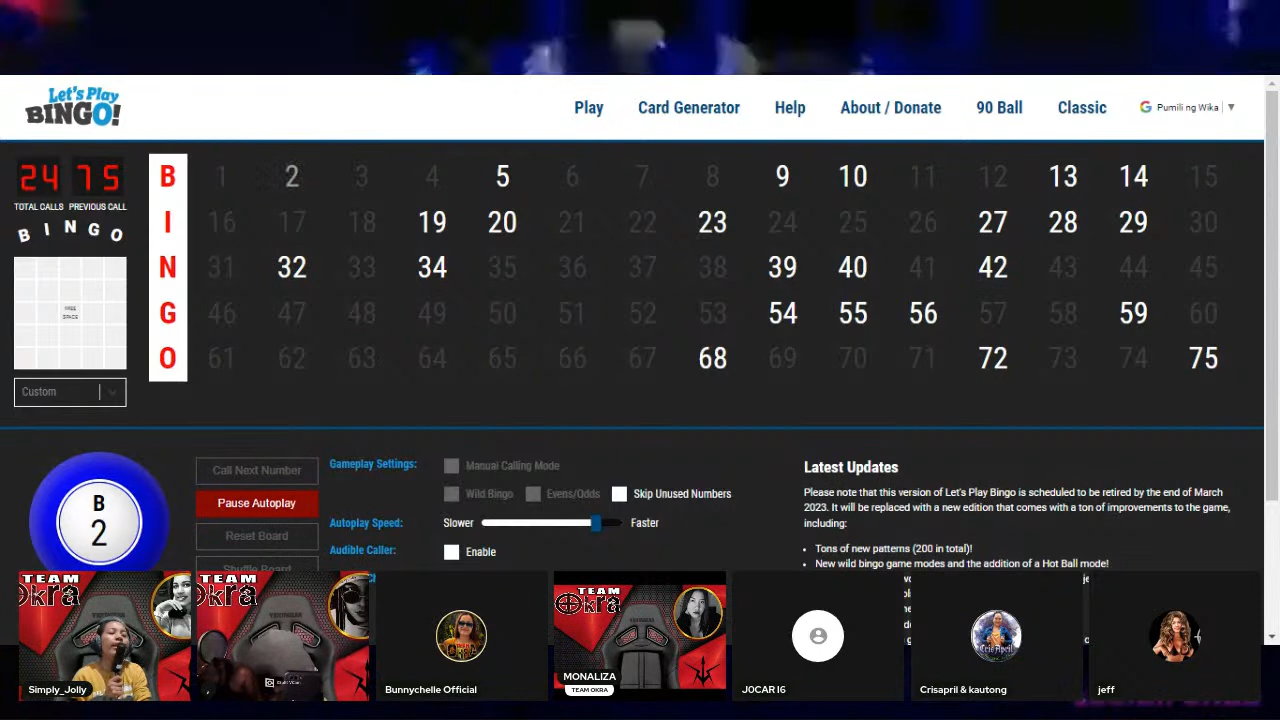 Let's Play
BINGO!
Play
Card Generator
Help
About / Donate
90 Ball
Classic
G Pumili ng Wika ▼
24 75
TOTAL CALLS PREVIOUS CALL
B I N G O
FREE
SPACE
Custom
B 1 2 3 4 5 6 7 8 9 10 11 12 13 14 15
I 16 17 18 19 20 21 22 23 24 25 26 27 28 29 30
N 31 32 33 34 35 36 37 38 39 40 41 42 43 44 45
G 46 47 48 49 50 51 52 53 54 55 56 57 58 59 60
O 61 62 63 64 65 66 67 68 69 70 71 72 73 74 75
B
2
Call Next Number
Pause Autoplay
Reset Board
Shuffle Board
Gameplay Settings:
Manual Calling Mode
Wild Bingo Evens/Odds Skip Unused Numbers
Autoplay Speed:
Slower Faster
Audible Caller:
Enable
Latest Updates
Please note that this version of Let's Play Bingo is scheduled to be retired by the end of March
2023. It will be replaced with a new edition that comes with a ton of improvements to the game,
including:
• Tons of new patterns (200 in total)!
• New wild bingo game modes and the addition of a Hot Ball mode!
TEAM
Okra
Simply_Jolly
TEAM
Okra
Bunnychelle Official
TEAM
Okra
MONALIZA
TEAM OKRA
J0CAR I6
Cris April
Crisapril & kautong
jeff